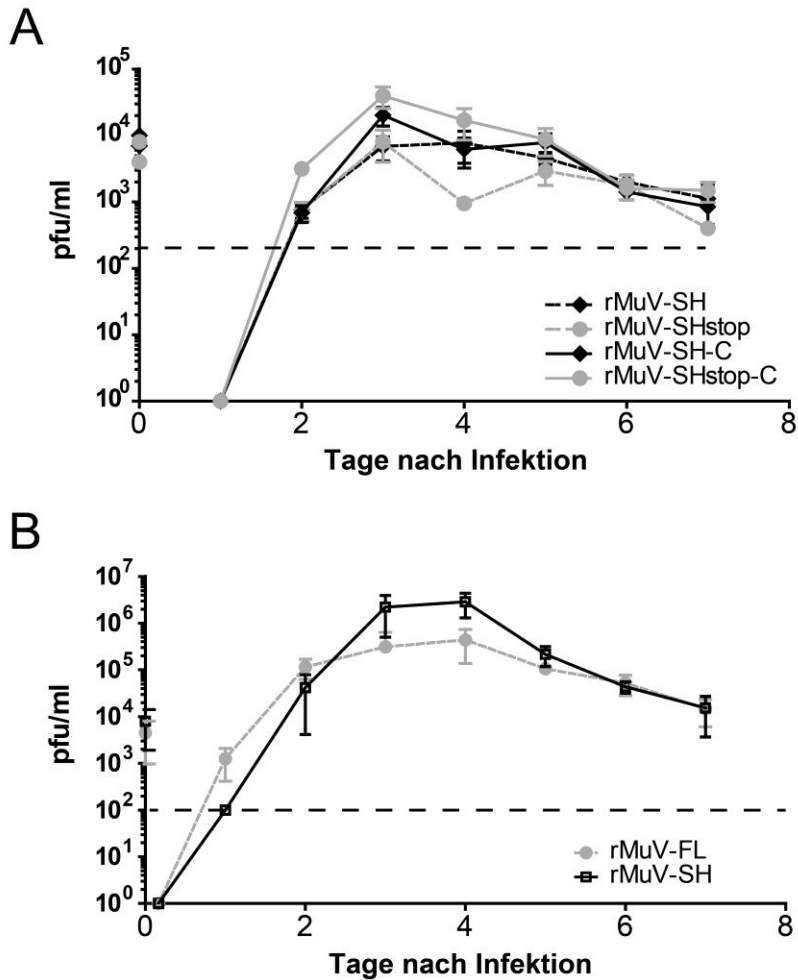 A
10⁵
10⁴
10³
10²
10¹
10⁰
pfu/ml
rMuV-SH
rMuV-SHstop
rMuV-SH-C
rMuV-SHstop-C
0 2 4 6 8
Tage nach Infektion
B
10⁷
10⁶
10⁵
10⁴
10³
10²
10¹
10⁰
pfu/ml
rMuV-FL
rMuV-SH
0 2 4 6 8
Tage nach Infektion